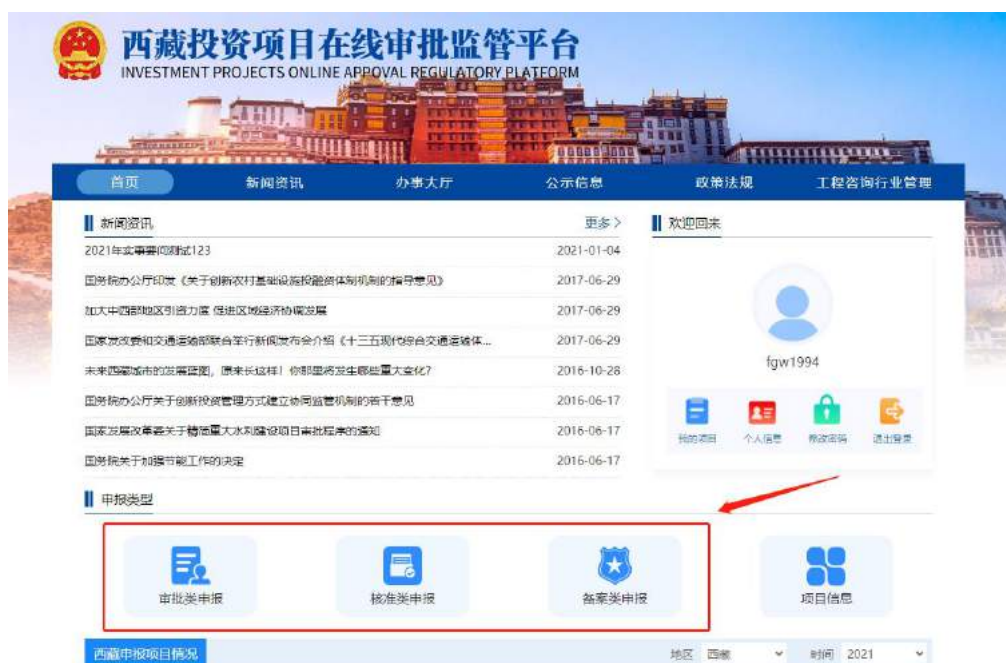 西藏投资项目在线审批监管平台
INVESTMENT PROJECTS ONLINE APPOVAL REGULATORY PLATFORM
首页 新闻资讯 办事大厅 公示信息 政策法规 工程咨询行业管理
新闻资讯 更多>
2021年实事要问测试123 2021-01-04
国务院办公厅印发《关于创新农村基础设施投融资体制机制的指导意见》 2017-06-29
加大中西部地区引资力度 促进区域经济协调发展 2017-06-29
国家发改委和交通运输部联合举行新闻发布会介绍《十三五现代综合交通运输体... 2017-06-29
未来西藏城市的发展蓝图，原来长这样！你那里将发生哪些重大变化？ 2016-10-28
国务院办公厅关于创新投资管理方式建立协同监管机制的若干意见 2016-06-17
国家发展改革委关于精简重大水利建设项目审批程序的通知 2016-06-17
国务院关于加强节能工作的决定 2016-06-17
欢迎回来
fgw1994
我的项目 个人信息 修改密码 退出登录
申报类型
审批类申报 核准类申报 备案类申报 项目信息
西藏申报项目情况 地区 西藏 时间 2021